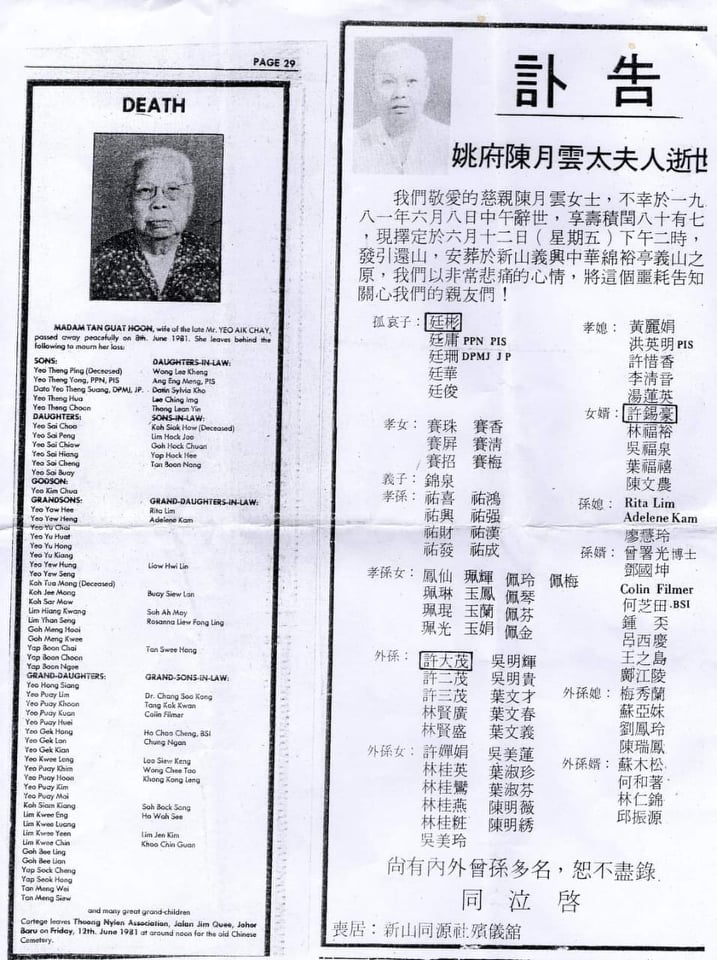 PAGE 29
DEATH
MADAM TAN GUAT HOON, wife of the late Mr. YEO AIK CHAY,
passed away peacefully on 8th. June 1981. She leaves behind the
following to mourn her loss:
SONS:
Yeo Theng Ping (Deceased)
Yeo Theng Yong, PPN, PIS
Dato Yeo Theng Suang, DPMJ, JP.
Yeo Theng Hua
Yeo Theng Choon
DAUGHTERS-IN-LAW:
Wong Lee Kheng
Ang Eng Meng, PIS
Datin Sylvia Kho
Lee Ching Img
Thong Lean Yin
DAUGHTERS:
Yeo Sai Choo
Yeo Sai Peng
Yeo Sai Chiow
Yeo Sai Hiang
Yeo Sai Cheng
Yeo Sai Buay
SONS-IN-LAW:
Koh Siak How (Deceased)
Lim Hock Joo
Goh Hock Chuan
Yap Hock Hee
Tan Boon Nong
GODSON:
Yeo Kim Chua
GRANDSONS:
Yeo Yow Hee
Yeo Yew Heng
Yeo Yu Chai
Yeo Yu Huat
Yeo Yu Hong
Yeo Yu Kiang
Yeo Yew Hung
Yeo Yew Seng
Koh Tua Mong (Deceased)
Koh Jee Mong
Koh Sar Mow
Lim Hiang Kwang
Lim Yhan Seng
Goh Meng Hooi
Goh Meng Kwee
Yap Boon Chai
Yap Boon Choon
Yap Boon Ngee
GRAND-DAUGHTERS-IN-LAW:
Rita Lim
Adelene Kam
Liow Hwi Lin
Buay Siew Lan
Soh Ah Moy
Rosanna Liew Fong Ling
Tan Swee Hong
GRAND-DAUGHTERS:
Yeo Hong Siang
Yeo Puay Lim
Yeo Puay Khoon
Yeo Puay Kuan
Yeo Puay Huei
Yeo Gek Hong
Yeo Gek Lan
Yeo Gek Kian
Yeo Kwee Lang
Yeo Puay Khim
Yeo Puay Hoon
Yeo Puay Kim
Yeo Puay Mai
Koh Siam Kiang
Lim Kwee Eng
Lim Kwee Luang
Lim Kwee Yeen
Lim Kwee Chin
Goh Bee Ling
Goh Bee Lian
Yap Sock Cheng
Yap Seok Hong
Tan Meng Wei
Tan Meng Siew
GRAND-SONS-IN-LAW:
Dr. Chang Soo Kong
Tang Kok Kwan
Colin Filmer
Ho Choo Cheng, BSI
Chung Ngan
Loo Siew Keng
Wong Chee Tao
Khong Kong Leng
Soh Bock Song
Ho Wah See
Lim Jen Kim
Khoo Chin Guan
and many great grand-children
Cortege leaves Thoong Nyien Association, Jalan Jim Quee, Johor
Baru on Friday, 12th. June 1981 at around noon for the old Chinese
Cemetery.
訃告
姚府陳月雲太夫人逝世
我們敬愛的慈親陳月雲女士，不幸於一九
八一年六月八日中午辭世，享壽積閏八十有七
，現擇定於六月十二日（星期五）下午二時，
發引還山，安葬於新山義興中華綿裕亭義山之
原，我們以非常悲痛的心情，將這個噩耗告知
關心我們的親友們！
孤哀子：廷彬
廷庸 PPN PIS
廷珊 DPMJ J P
廷華
廷俊
孝媳：黃麗娟
洪英明 PIS
許惜香
李清音
湯蓮英
孝女：賽珠 賽香
賽屏 賽淸
賽招 賽梅
女婿：許錫豪
林福裕
吳福泉
葉福禧
陳文農
義子：錦泉
孝孫：祐喜 祐鴻
祐興 祐强
祐財 祐漢
祐發 祐成
孫媳：Rita Lim
Adelene Kam
廖慧玲
孝孫女：鳳仙 珮輝 佩玲 佩梅
珮琳 玉鳳 佩琴
珮琨 玉蘭 佩芬
珮光 玉娟 佩金
孫婿：曾署光博士
鄧國坤
Colin Filmer
何芝田.BSI
鍾奕
呂西慶
王之島
鄺江陵
外孫：許大茂 吳明輝
許二茂 吳明貴
許三茂 葉文才
林賢廣 葉文春
林賢盛 葉文義
外孫媳：梅秀蘭
蘇亞妹
劉鳳玲
陳瑞鳳
外孫女：許嬋娟 吳美蓮
林桂英 葉淑珍
林桂鸞 葉淑芬
林桂燕 陳明薇
林桂粧 陳明綉
吳美玲
外孫婿：蘇木松
何和著
林仁錦
邱振源
尚有內外曾孫多名，恕不盡錄
同泣啓
喪居：新山同源社殯儀舘